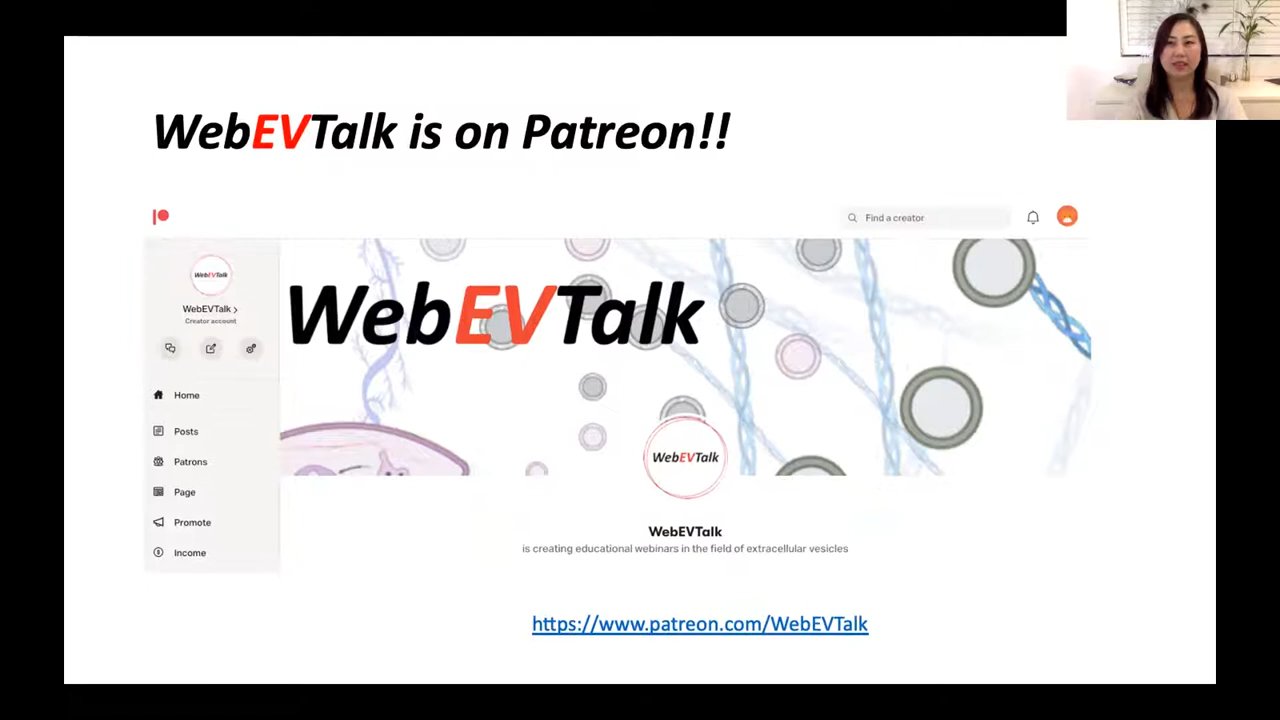 WebEVTalk is on Patreon!!
Find a creator
WebEVTalk
WebEVTalk
WebEVTalk
Creator account
Home
Posts
Patrons
Page
Promote
Income
WebEVTalk
WebEVTalk
is creating educational webinars in the field of extracellular vesicles
https://www.patreon.com/WebEVTalk